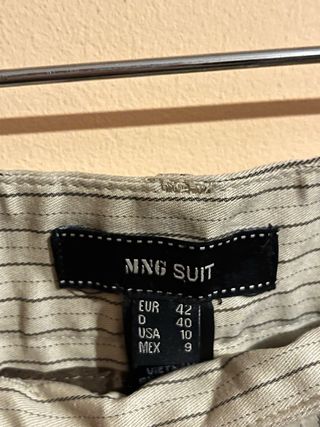 MNG SUIT
EUR 42
D 40
USA 10
MEX 9